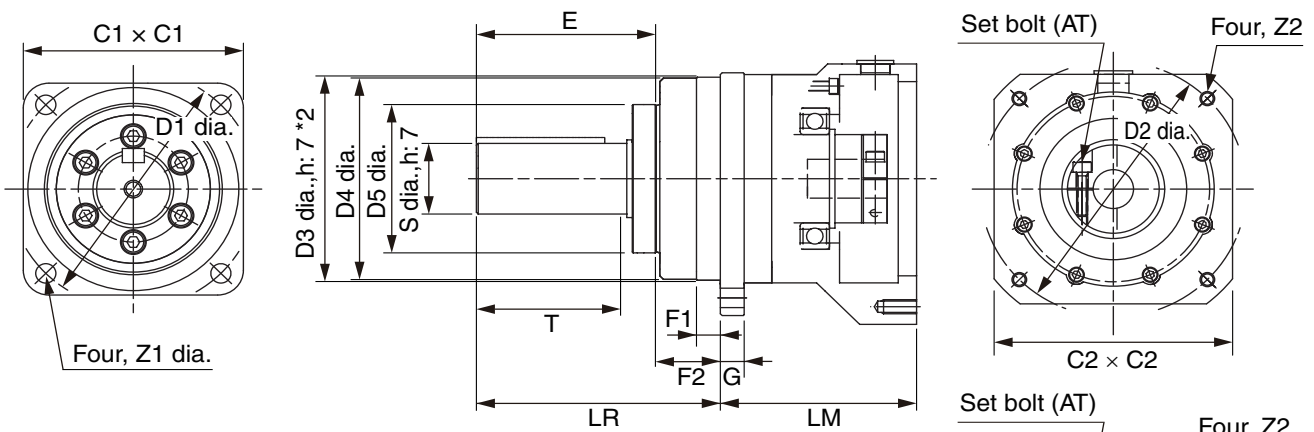 C1 × C1
D1 dia.
Four, Z1 dia.
E
D3 dia.,h: 7 *2
D4 dia.
D5 dia.
S dia.,h: 7
T
F1
F2
G
LR
LM
Set bolt (AT)
Four, Z2
D2 dia.
C2 × C2
Set bolt (AT)
Four, Z2